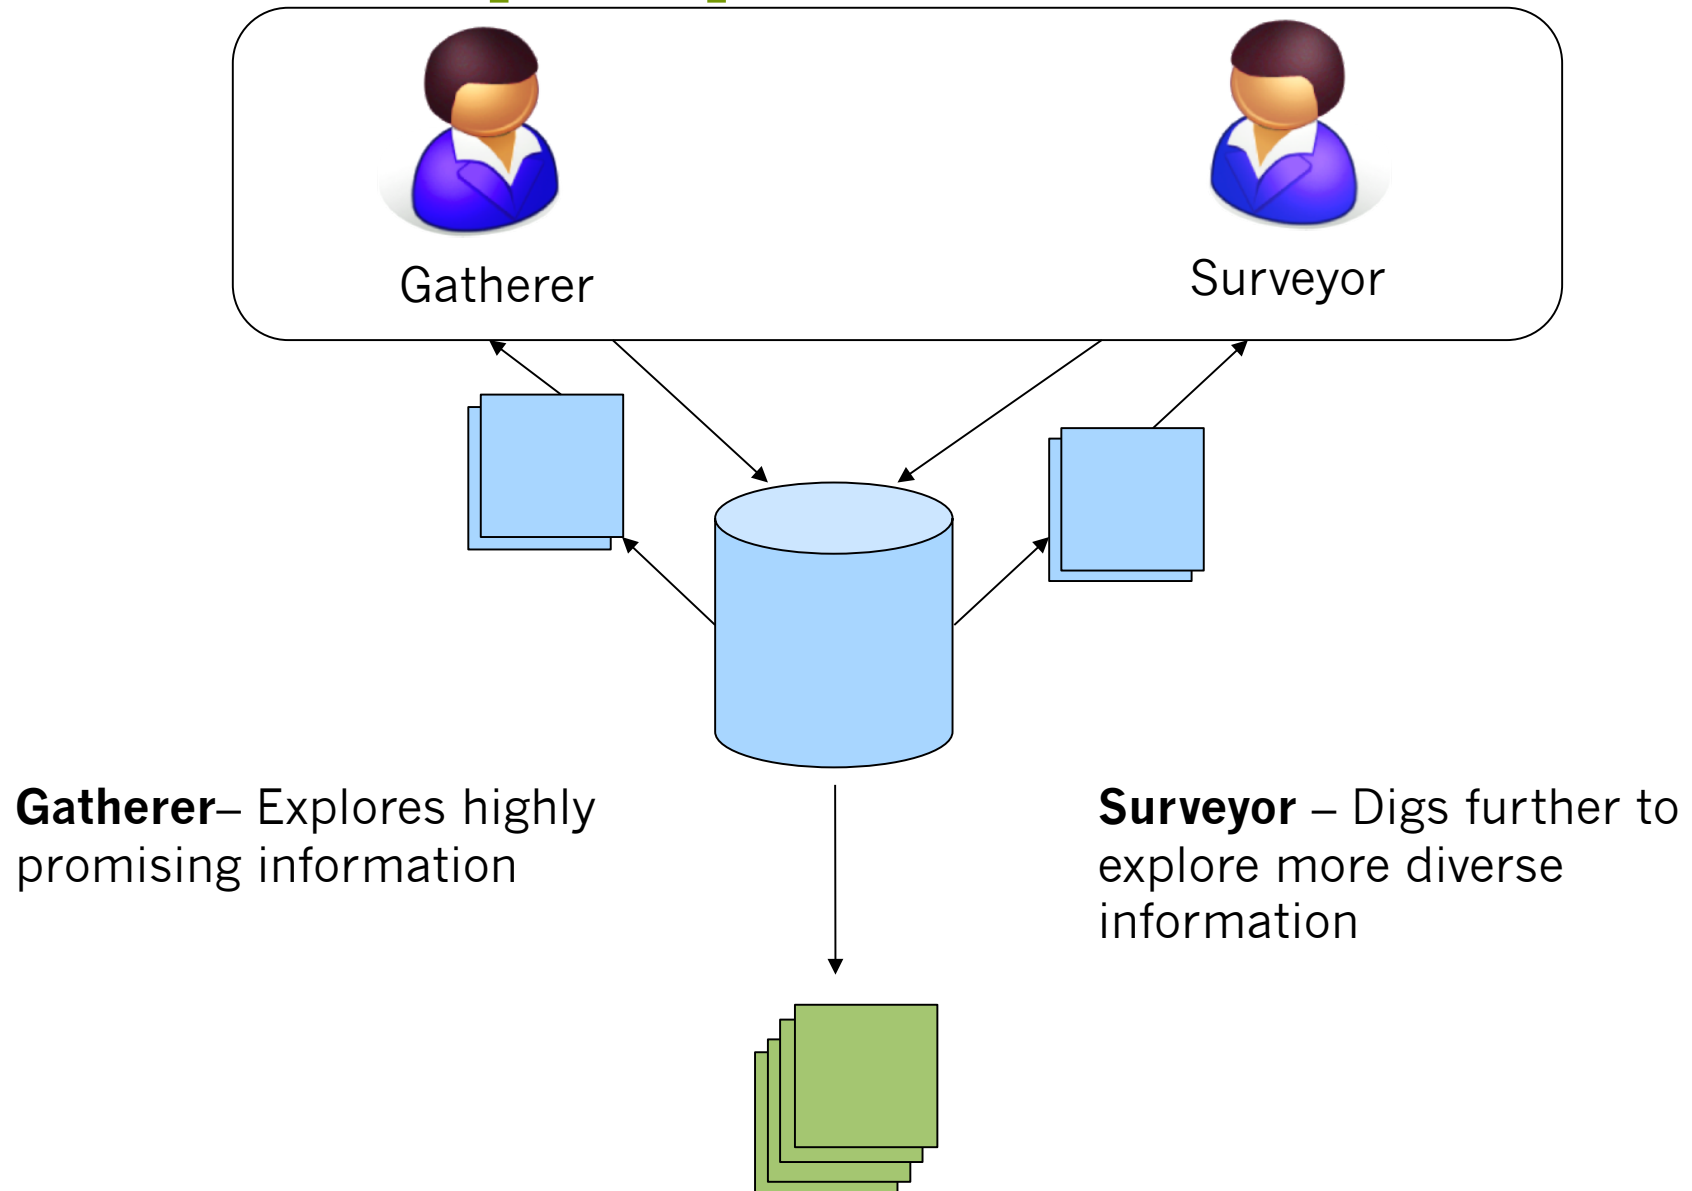 Gatherer
Surveyor
Gatherer– Explores highly
promising information
Surveyor – Digs further to
explore more diverse
information